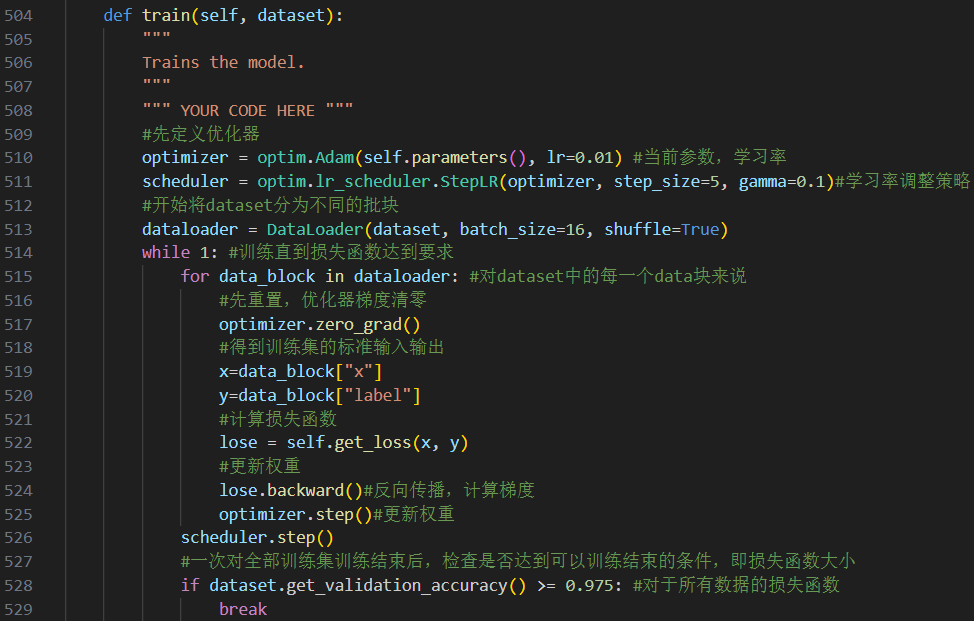 504 def train(self, dataset):
505 """
506 Trains the model.
507 """
508 """ YOUR CODE HERE """
509 #先定义优化器
510 optimizer = optim.Adam(self.parameters(), lr=0.01) #当前参数，学习率
511 scheduler = optim.lr_scheduler.StepLR(optimizer, step_size=5, gamma=0.1)#学习率调整策略
512 #开始将dataset分为不同的批块
513 dataloader = DataLoader(dataset, batch_size=16, shuffle=True)
514 while 1: #训练直到损失函数达到要求
515 for data_block in dataloader: #对dataset中的每一个data块来说
516 #先重置，优化器梯度清零
517 optimizer.zero_grad()
518 #得到训练集的标准输入输出
519 x=data_block["x"]
520 y=data_block["label"]
521 #计算损失函数
522 lose = self.get_loss(x, y)
523 #更新权重
524 lose.backward()#反向传播，计算梯度
525 optimizer.step()#更新权重
526 scheduler.step()
527 #一次对全部训练集训练结束后，检查是否达到可以训练结束的条件，即损失函数大小
528 if dataset.get_validation_accuracy() >= 0.975: #对于所有数据的损失函数
529 break